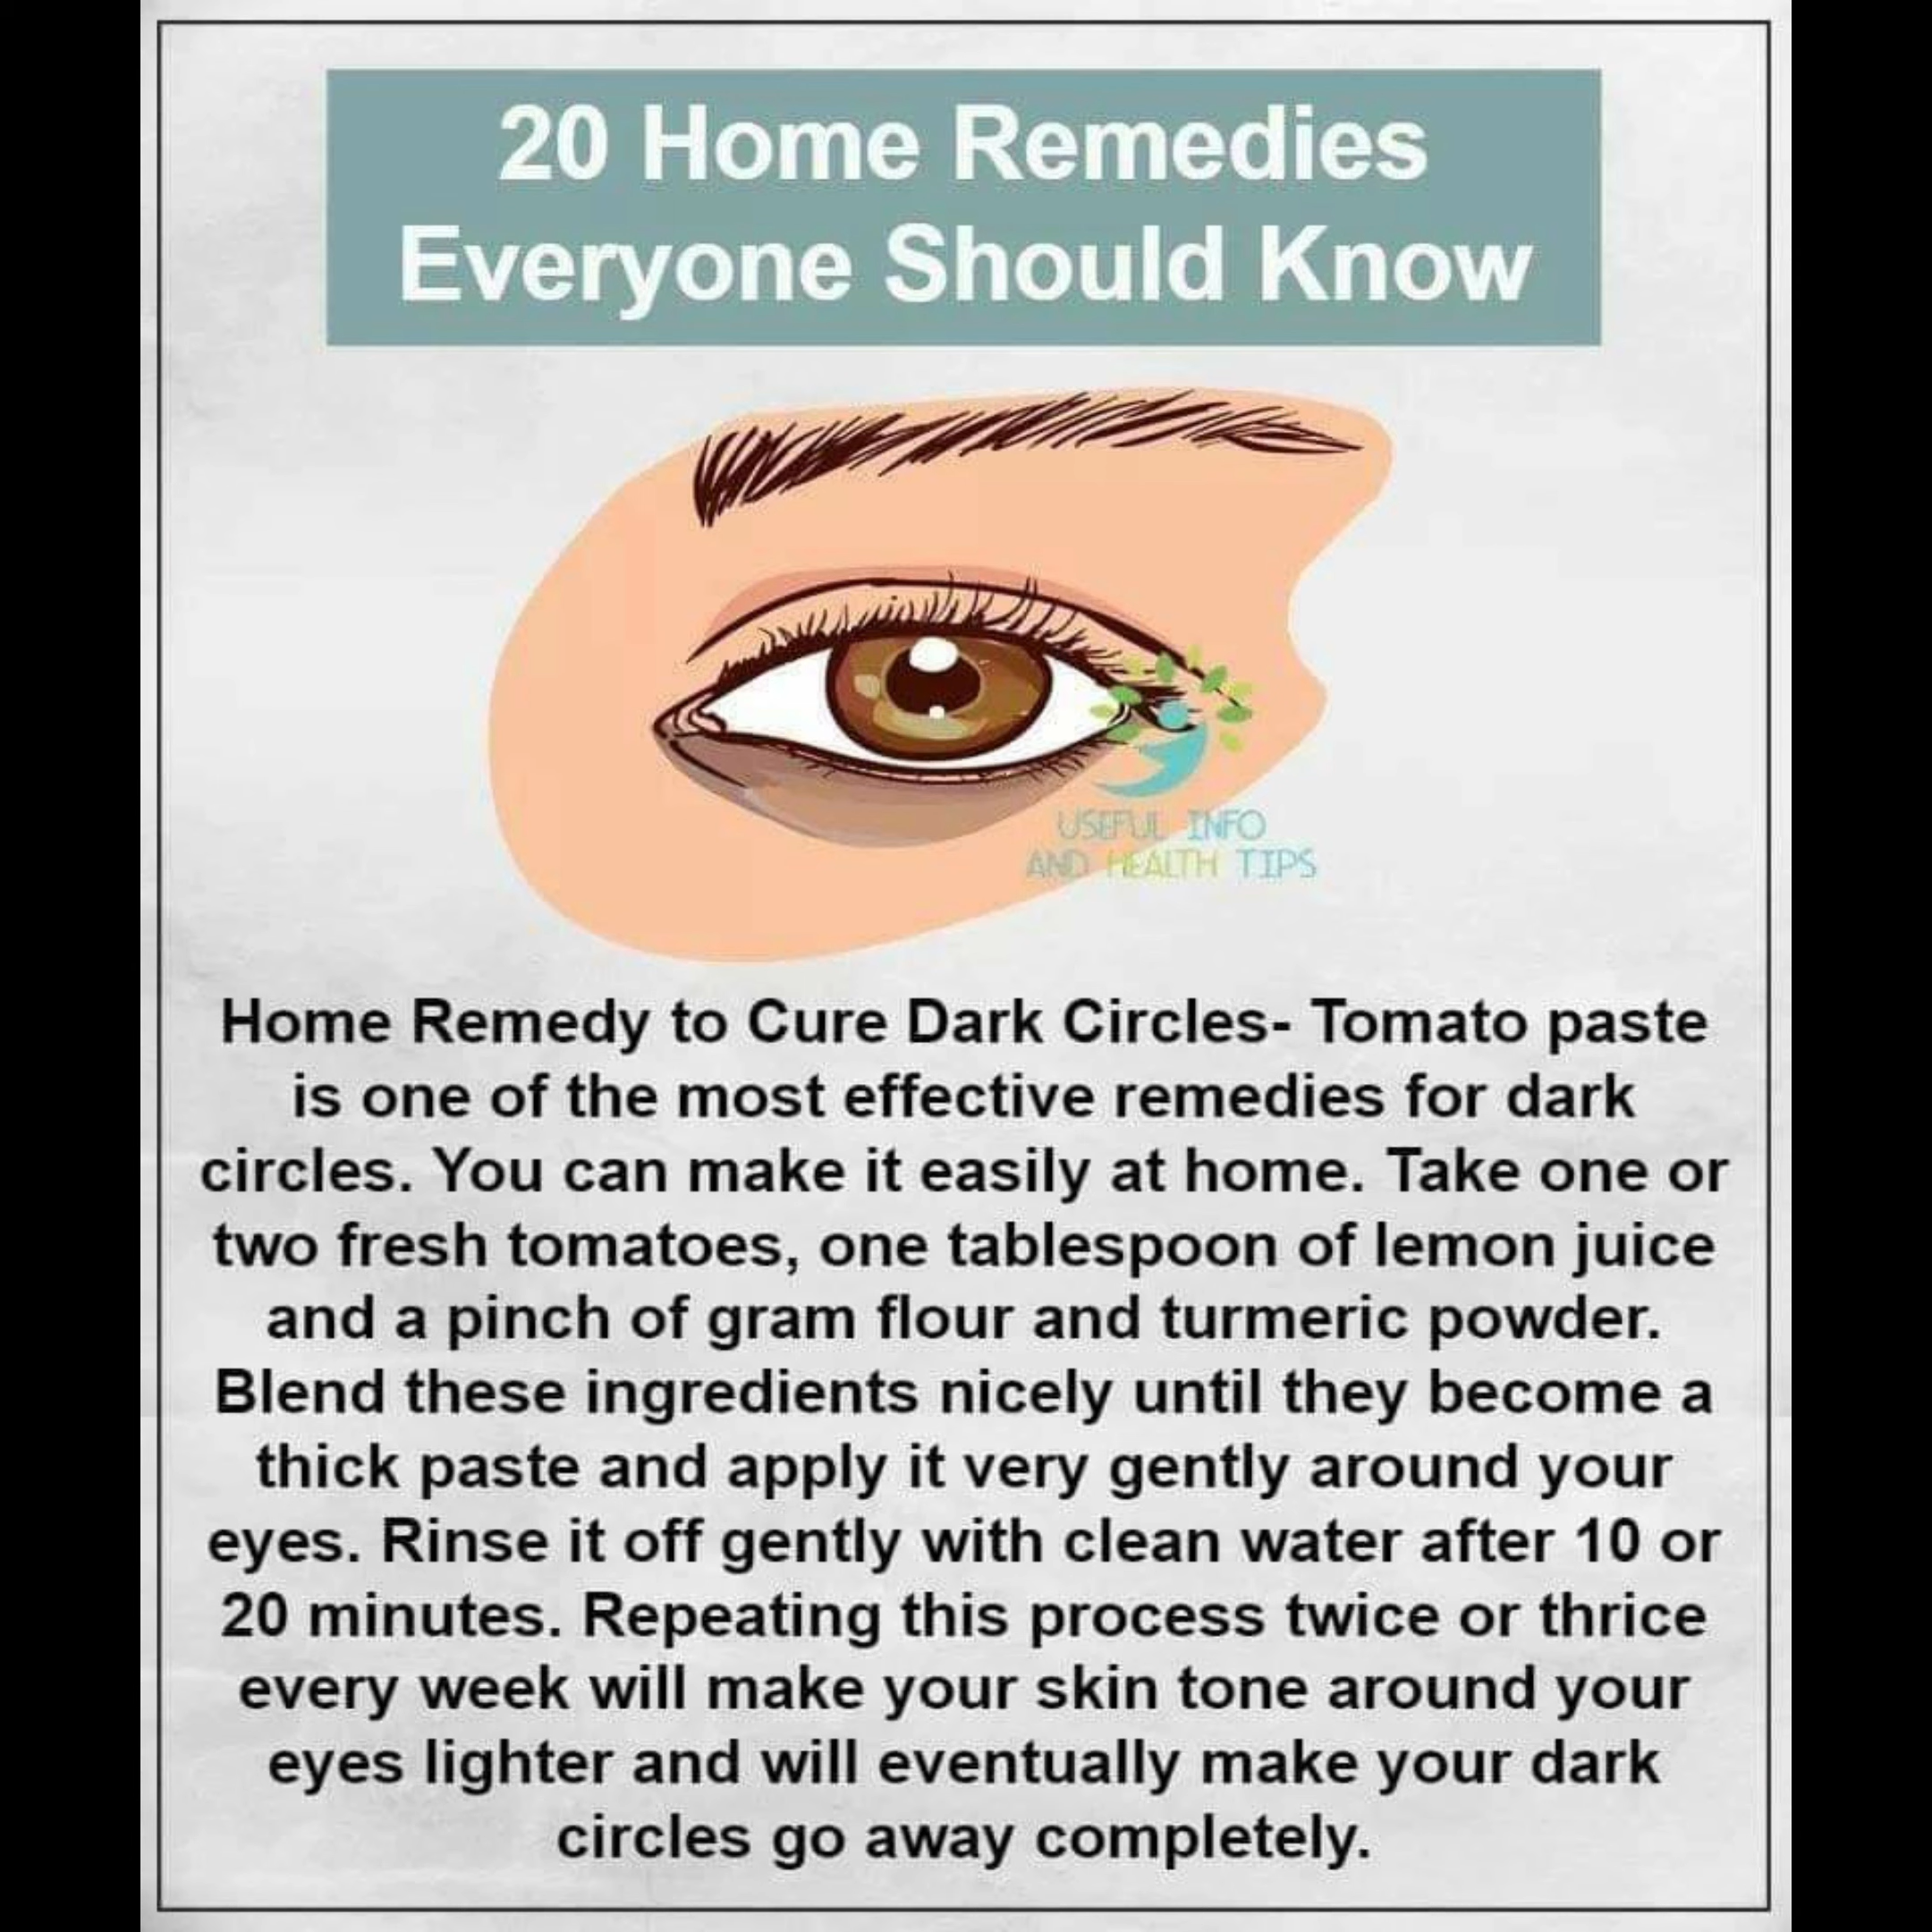 20 Home Remedies
Everyone Should Know
USEFUL INFO
AND HEALTH TIPS
Home Remedy to Cure Dark Circles- Tomato paste
is one of the most effective remedies for dark
circles. You can make it easily at home. Take one or
two fresh tomatoes, one tablespoon of lemon juice
and a pinch of gram flour and turmeric powder.
Blend these ingredients nicely until they become a
thick paste and apply it very gently around your
eyes. Rinse it off gently with clean water after 10 or
20 minutes. Repeating this process twice or thrice
every week will make your skin tone around your
eyes lighter and will eventually make your dark
circles go away completely.